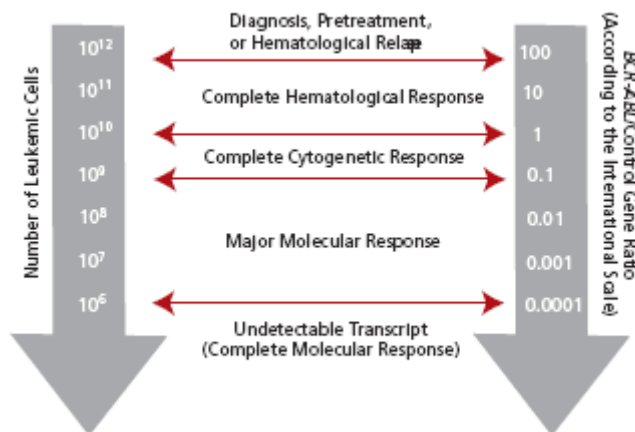 Diagnosis, Pretreatment,
or Hematological Relapse
Complete Hematological Response
Complete Cytogenetic Response
Major Molecular Response
Undetectable Transcript
(Complete Molecular Response)
Number of Leukemic Cells
10¹²
10¹¹
10¹⁰
10⁹
10⁸
10⁷
10⁶
100
10
1
0.1
0.01
0.001
0.0001
BCR-ABL/Control Gene Ratio
(According to the International Scale)